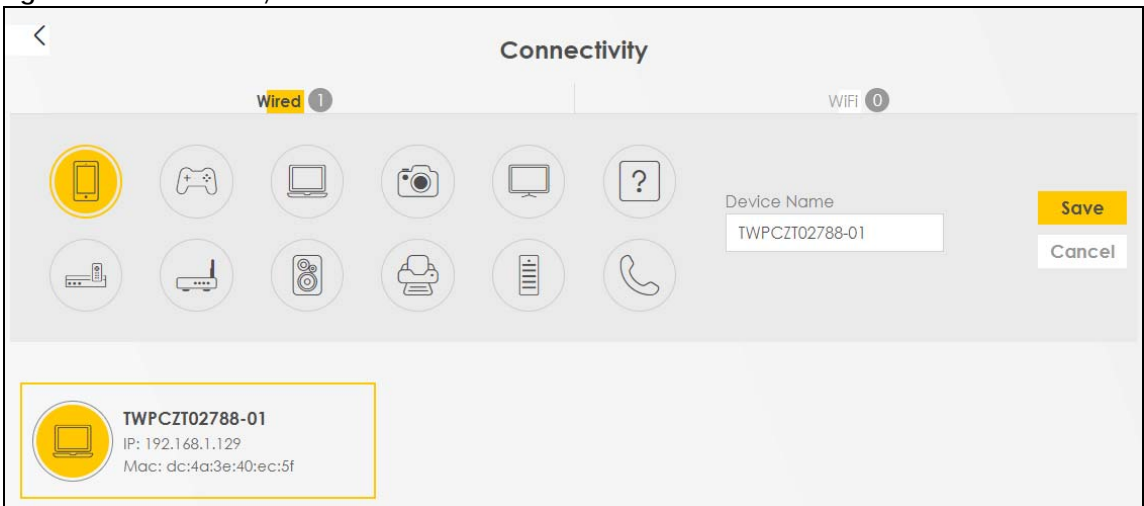 Connectivity
Wired 1
WiFi 0
?
Device Name
TWPCZT02788-01
Save
Cancel
TWPCZT02788-01
IP: 192.168.1.129
Mac: dc:4a:3e:40:ec:5f